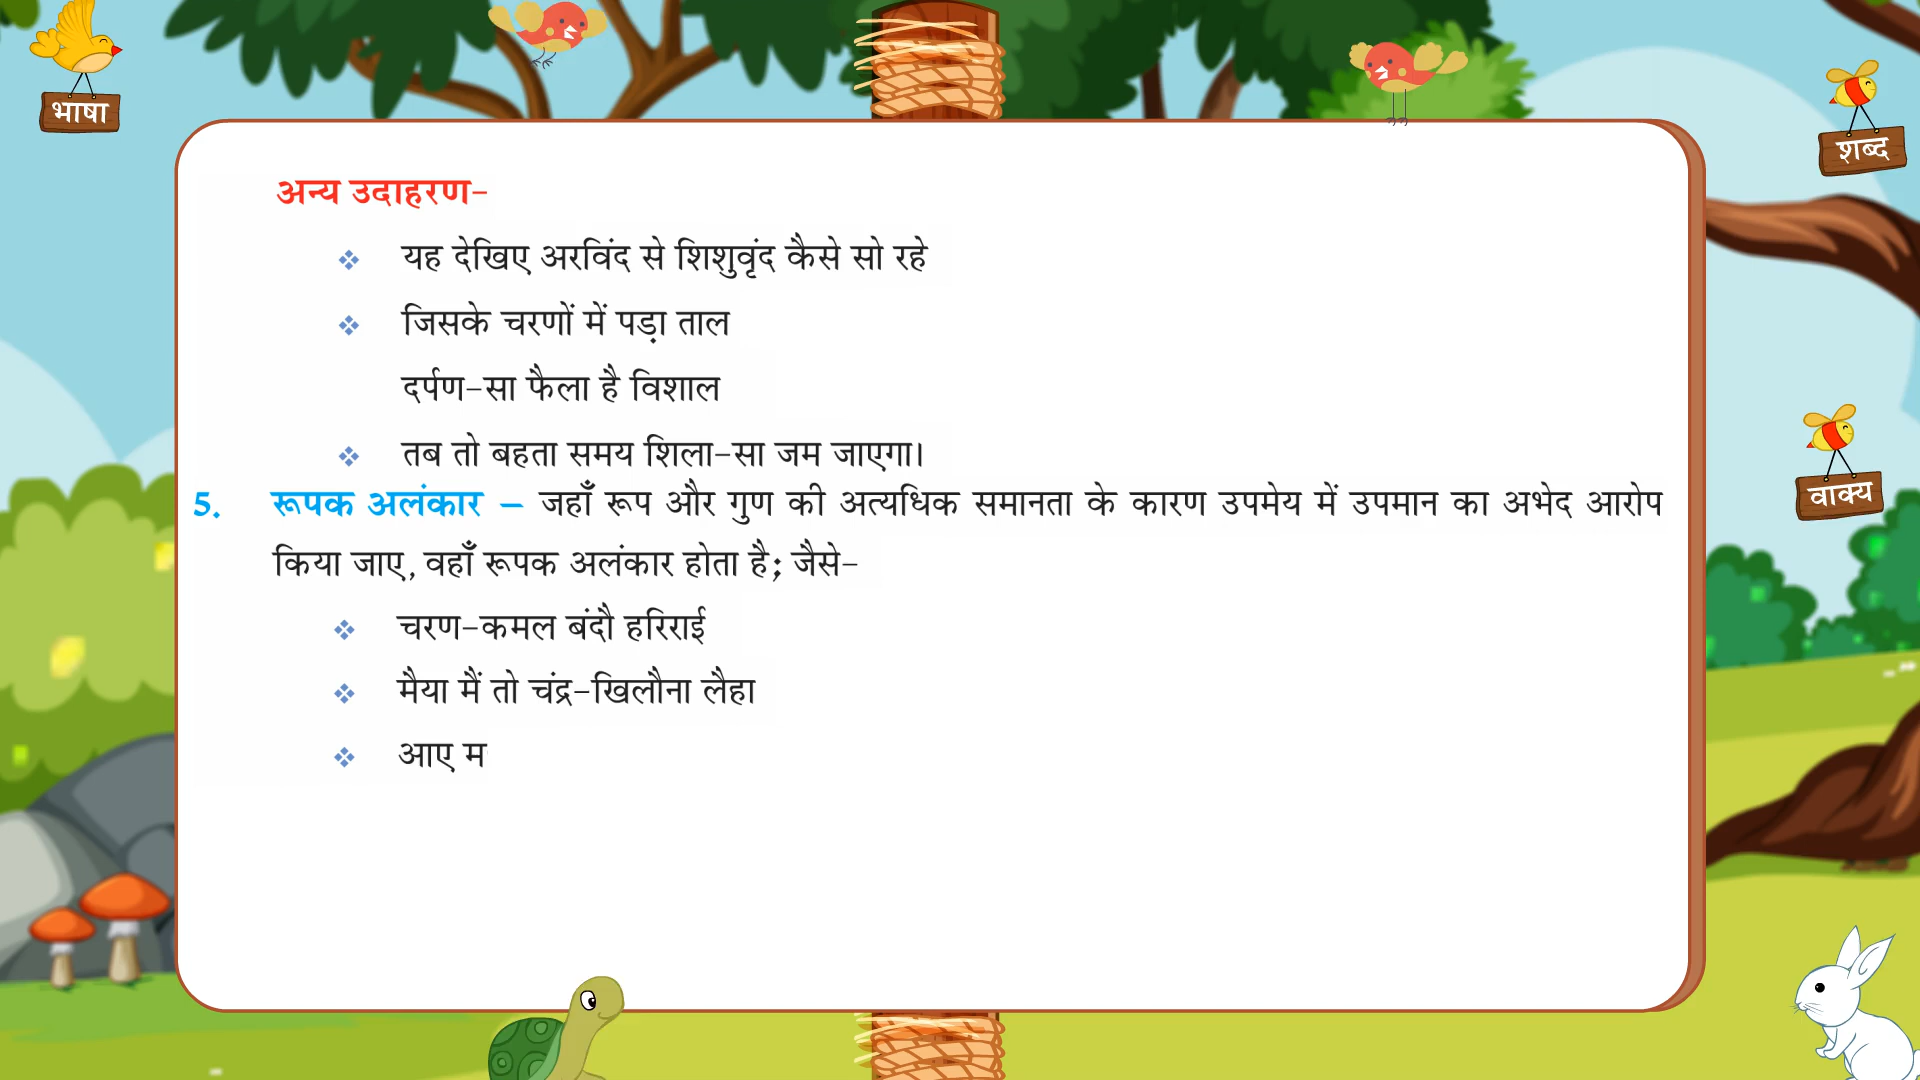 भाषा
शब्द
वाक्य
अन्य उदाहरण-
❖ यह देखिए अरविंद से शिशुवृंद कैसे सो रहे
❖ जिसके चरणों में पड़ा ताल
दर्पण-सा फैला है विशाल
❖ तब तो बहता समय शिला-सा जम जाएगा।
5. रूपक अलंकार – जहाँ रूप और गुण की अत्यधिक समानता के कारण उपमेय में उपमान का अभेद आरोप
किया जाए, वहाँ रूपक अलंकार होता है; जैसे-
❖ चरण-कमल बंदौ हरिराई
❖ मैया मैं तो चंद्र-खिलौना लैहा
❖ आए म